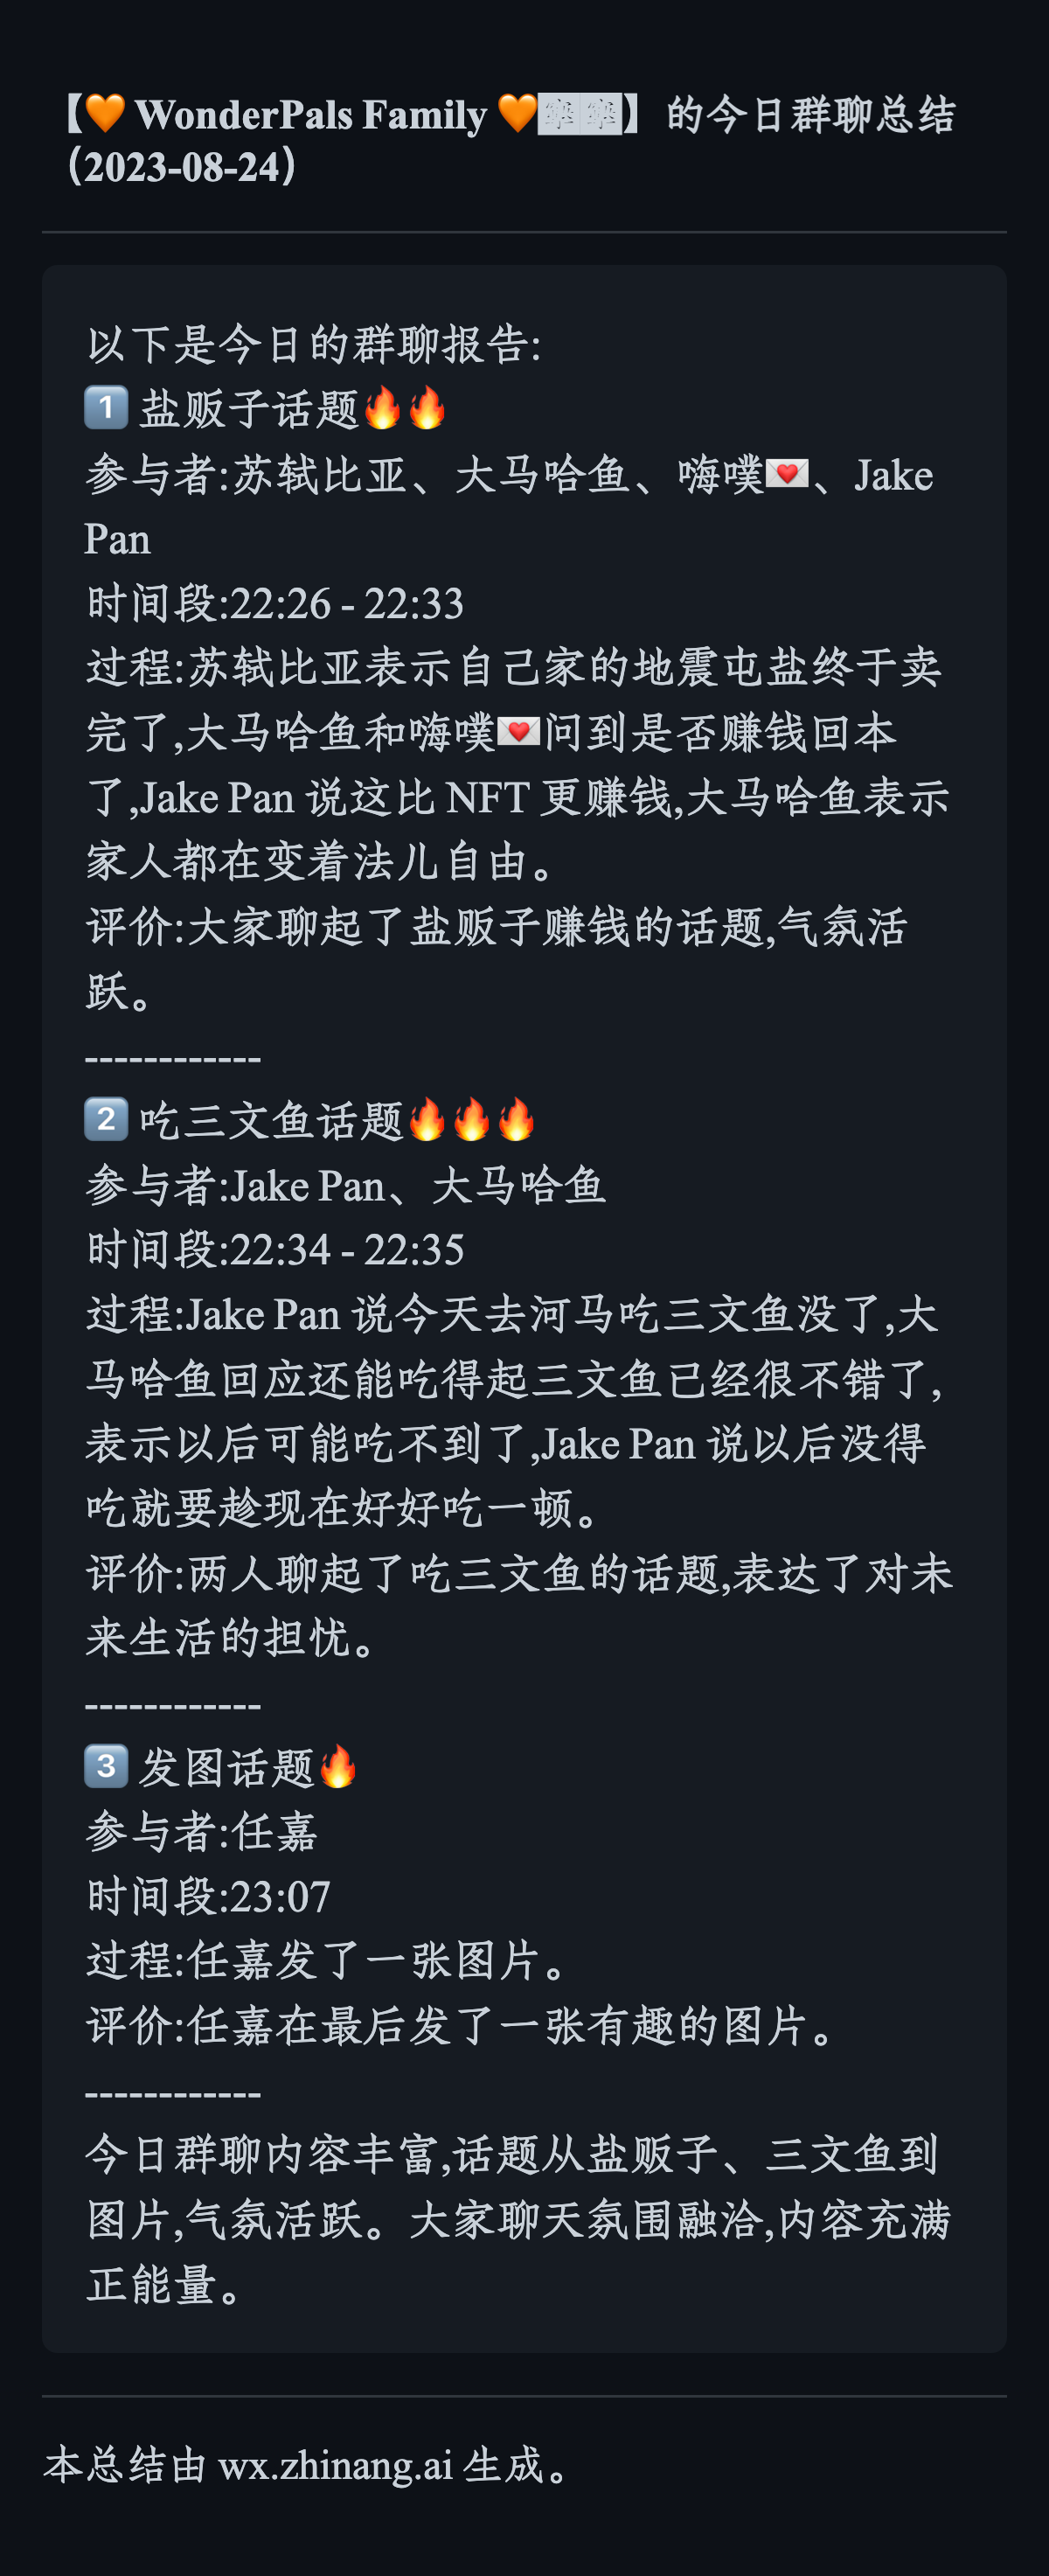 【🧡 WonderPals Family 🧡】的今日群聊总结
（2023-08-24）
以下是今日的群聊报告:
1️⃣ 盐贩子话题🔥🔥
参与者:苏轼比亚、大马哈鱼、嗨噗💌、Jake
Pan
时间段:22:26 - 22:33
过程:苏轼比亚表示自己家的地震屯盐终于卖
完了,大马哈鱼和嗨噗💌问到是否赚钱回本
了,Jake Pan 说这比 NFT 更赚钱,大马哈鱼表示
家人都在变着法儿自由。
评价:大家聊起了盐贩子赚钱的话题,气氛活
跃。
------------
2️⃣ 吃三文鱼话题🔥🔥🔥
参与者:Jake Pan、大马哈鱼
时间段:22:34 - 22:35
过程:Jake Pan 说今天去河马吃三文鱼没了,大
马哈鱼回应还能吃得起三文鱼已经很不错了,
表示以后可能吃不到了,Jake Pan 说以后没得
吃就要趁现在好好吃一顿。
评价:两人聊起了吃三文鱼的话题,表达了对未
来生活的担忧。
------------
3️⃣ 发图话题🔥
参与者:任嘉
时间段:23:07
过程:任嘉发了一张图片。
评价:任嘉在最后发了一张有趣的图片。
------------
今日群聊内容丰富,话题从盐贩子、三文鱼到
图片,气氛活跃。大家聊天氛围融洽,内容充满
正能量。
本总结由 wx.zhinang.ai 生成。